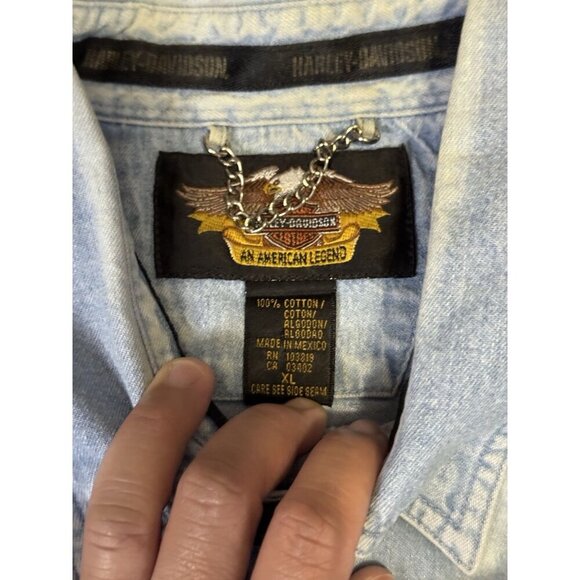 HARLEY-DAVIDSON HARLEY-DAVIDSON
HARLEY-DAVIDSON
AN AMERICAN LEGEND
100% COTTON/
COTON/
ALGODON/
ALGODAO
MADE IN MEXICO
RN 103819
CA 03402
XL
CARE SEE SIDE SEAM